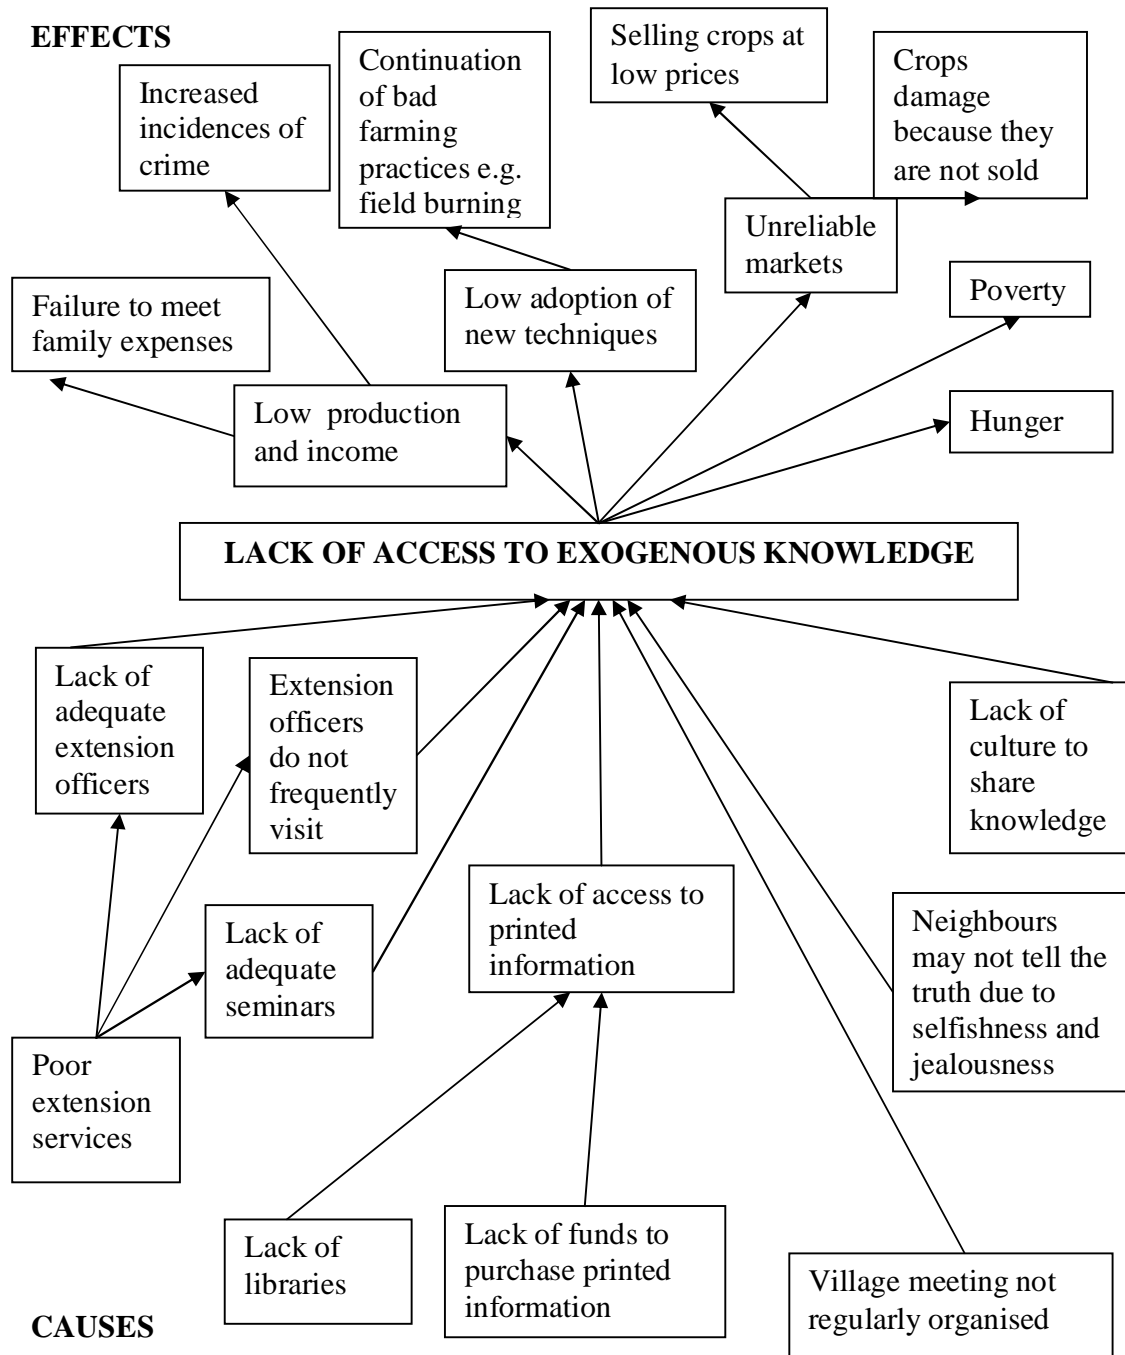 EFFECTS
Increased
incidences of
crime
Continuation
of bad
farming
practices e.g.
field burning
Selling crops at
low prices
Crops
damage
because they
are not sold
Unreliable
markets
Failure to meet
family expenses
Low adoption of
new techniques
Poverty
Low production
and income
Hunger
LACK OF ACCESS TO EXOGENOUS KNOWLEDGE
Lack of
adequate
extension
officers
Extension
officers
do not
frequently
visit
Lack of
culture to
share
knowledge
Lack of
adequate
seminars
Lack of access to
printed
information
Neighbours
may not tell the
truth due to
selfishness and
jealousness
Poor
extension
services
Lack of
libraries
Lack of funds to
purchase printed
information
Village meeting not
regularly organised
CAUSES